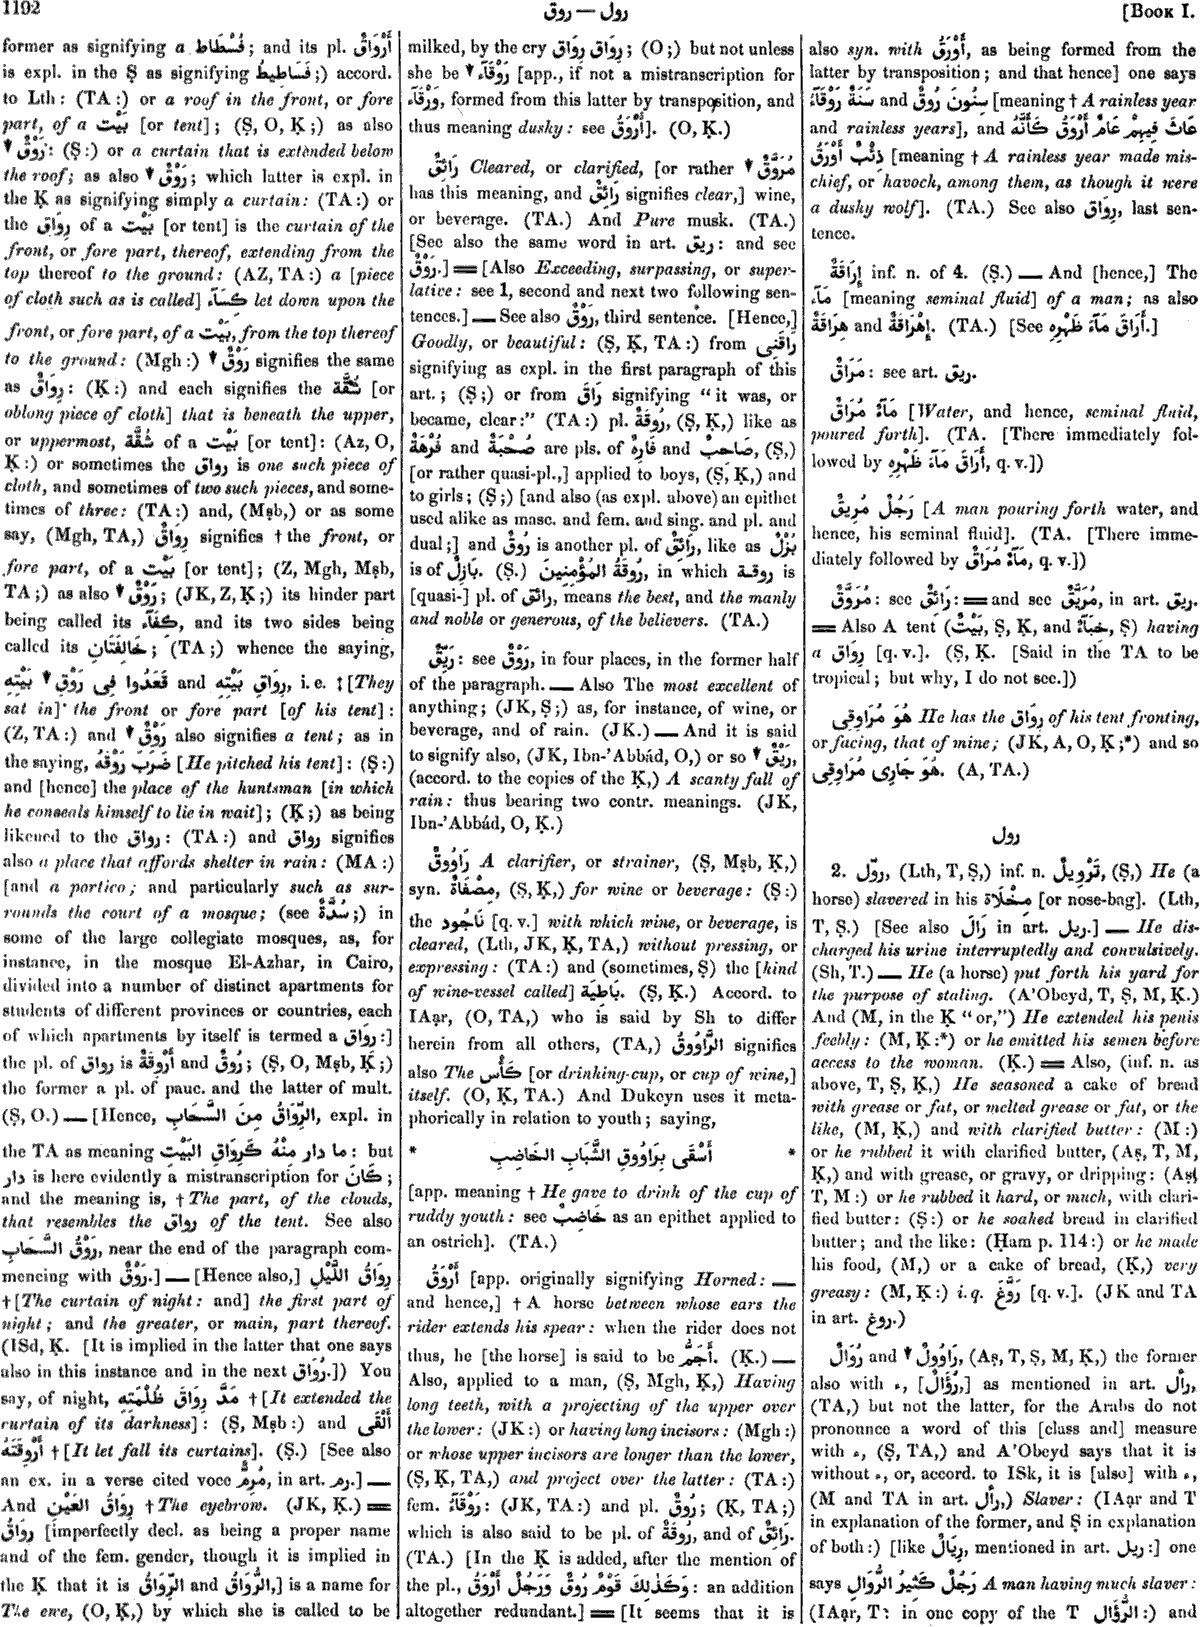 1192
رول — روق
[Book I.
former as signifying a فُسْطَاط; and its pl. أَرْوَاقٌ
is expl. in the Ṣ as signifying فَسَاطِيطُ;) accord.
to Lth: (TA:) or a roof in the front, or fore
part, of a بَيْت [or tent]; (Ṣ, O, Ḳ;) as also
▼ رَوْقٌ: (Ṣ:) or a curtain that is extended below
the roof; as also ▼ رَوْقٌ; which latter is expl. in
the Ḳ as signifying simply a curtain: (TA:) or
the رِوَاق of a بَيْت [or tent] is the curtain of the
front, or fore part, thereof, extending from the
top thereof to the ground: (AZ, TA:) a [piece
of cloth such as is called] كِسَآء let down upon the
front, or fore part, of a بَيْت, from the top thereof
to the ground: (Mgh:) ▼ رَوْقٌ signifies the same
as رِوَاقٌ: (Ḳ:) and each signifies the شُقَّة [or
oblong piece of cloth] that is beneath the upper,
or uppermost, شُقَّة of a بَيْت [or tent]: (Az, O,
Ḳ:) or sometimes the رواق is one such piece of
cloth, and sometimes of two such pieces, and some-
times of three: (TA:) and, (Mṣb,) or as some
say, (Mgh, TA,) رِوَاقٌ signifies † the front, or
fore part, of a بَيْت [or tent]; (Z, Mgh, Mṣb,
TA;) as also ▼ رَوْقٌ; (JK, Z, Ḳ;) its hinder part
being called its كِفَآء, and its two sides being
called its خَالِفَتَانِ; (TA;) whence the saying,
قَعَدُوا فِى رَوْقِ ▼ بَيْتِهِ and رِوَاقِ بَيْتِهِ, i. e. ‡ [They
sat in] the front or fore part [of his tent]:
(Z, TA:) and ▼ رَوْقٌ also signifies a tent; as in
the saying, ضَرَبَ رَوْقَهُ [He pitched his tent]: (Ṣ:)
and [hence] the place of the huntsman [in which
he conseals himself to lie in wait]; (Ḳ;) as being
likened to the رواق: (TA:) and رواق signifies
also a place that affords shelter in rain: (MA:)
[and a portico; and particularly such as sur-
rounds the court of a mosque; (see سُدَّةٌ;) in
some of the large collegiate mosques, as, for
instance, in the mosque El-Azhar, in Cairo,
divided into a number of distinct apartments for
students of different provinces or countries, each
of which apartments by itself is termed a رِوَاق:]
the pl. of رواق is أَرْوِقَةٌ and رُوقٌ; (Ṣ, O, Mṣb, Ḳ;)
the former a pl. of pauc. and the latter of mult.
(Ṣ, O.) — [Hence, الرِّوَاقُ مِنَ السَّحَابِ, expl. in
the TA as meaning ما دار مِنْهُ كَرِوَاقِ البَيْتِ: but
دار is here evidently a mistranscription for كَانَ;
and the meaning is, † The part, of the clouds,
that resembles the رواق of the tent. See also
رَوْقُ السَّحَابِ, near the end of the paragraph com-
mencing with رَوْقٌ.] — [Hence also,] رِوَاقُ اللَّيْلِ
† [The curtain of night: and] the first part of
night; and the greater, or main, part thereof.
(ISd, Ḳ. [It is implied in the latter that one says
also in this instance and in the next رُوَاق.]) You
say, of night, مَدَّ رِوَاقَ ظُلْمَتِهِ † [It extended the
curtain of its darkness]: (Ṣ, Mṣb:) and أَلْقَى
أَرْوِقَتَهُ † [It let fall its curtains]. (Ṣ.) [See also
an ex. in a verse cited voce مُرِمٌّ, in art. رم.] —
And رِوَاقُ العَيْنِ † The eyebrow. (JK, Ḳ.) =
رِوَاقُ [imperfectly decl. as being a proper name
and of the fem. gender, though it is implied in
the Ḳ that it is الرِّوَاقُ and الرُّوَاقُ,] is a name for
The ewe, (O, Ḳ,) by which she is called to be
milked, by the cry رِوَاق رِوَاق; (O;) but not unless
she be ▼ رَوْقَآء [app., if not a mistranscription for
وَرْقَآء, formed from this latter by transposition, and
thus meaning dusky: see أَرْوَقُ]. (O, Ḳ.)
رَائِقٌ Cleared, or clarified, [or rather ▼ مُرَوَّقٌ
has this meaning, and رَائِقٌ signifies clear,] wine,
or beverage. (TA.) And Pure musk. (TA.)
[See also the same word in art. ريق: and see
رَوْقٌ.] = [Also Exceeding, surpassing, or super-
lative: see 1, second and next two following sen-
tences.] — See also رَوْقٌ, third sentence. [Hence,]
Goodly, or beautiful: (Ṣ, Ḳ, TA:) from رَاقَنِى
signifying as expl. in the first paragraph of this
art.; (Ṣ;) or from رَاقَ signifying “it was, or
became, clear:” (TA:) pl. رُوقَةٌ, (Ṣ, Ḳ,) like as
فُرْهَةٌ and صُحْبَةٌ are pls. of فَارِهٌ and صَاحِبٌ, (Ṣ,)
[or rather quasi-pl.,] applied to boys, (Ṣ, Ḳ,) and
to girls; (Ṣ;) [and also (as expl. above) an epithet
used alike as masc. and fem. and sing. and pl. and
dual;] and رُوقٌ is another pl. of رَائِقٌ, like as بُزْلٌ
is of بَازِلٌ. (Ṣ.) رُوقَةُ المُؤْمِنِينَ, in which روقة is
[quasi-] pl. of رائق, means the best, and the manly
and noble or generous, of the believers. (TA.)
رَيِّقٌ: see رَوْقٌ, in four places, in the former half
of the paragraph. — Also The most excellent of
anything; (JK, Ṣ;) as, for instance, of wine, or
beverage, and of rain. (JK.) — And it is said
to signify also, (JK, Ibn-'Abbád, O,) or so ▼ رَيْقٌ,
(accord. to the copies of the Ḳ,) A scanty fall of
rain: thus bearing two contr. meanings. (JK,
Ibn-'Abbád, O, Ḳ.)
رَاوُوقٌ A clarifier, or strainer, (Ṣ, Mṣb, Ḳ,)
syn. مِصْفَاةٌ, (Ṣ, Ḳ,) for wine or beverage: (Ṣ:)
the نَاجُود [q. v.] with which wine, or beverage, is
cleared, (Lth, JK, Ḳ, TA,) without pressing, or
expressing: (TA:) and (sometimes, Ṣ) the [kind
of wine-vessel called] بَاطِيَة. (Ṣ, Ḳ.) Accord. to
IAạr, (O, TA,) who is said by Sh to differ
herein from all others, (TA,) الرَّاوُوقُ signifies
also The كَأْس [or drinking-cup, or cup of wine,]
itself. (O, Ḳ, TA.) And Dukeyn uses it meta-
phorically in relation to youth; saying,
* أَسْقَى بِرَاوُوقِ الشَّبَابِ الخَاضِبِ *
[app. meaning † He gave to drink of the cup of
ruddy youth: see خَاضِبٌ as an epithet applied to
an ostrich]. (TA.)
أَرْوَقُ [app. originally signifying Horned: —
and hence,] † A horse between whose ears the
rider extends his spear: when the rider does not
thus, he [the horse] is said to be أَجَمُّ. (Ḳ.) —
Also, applied to a man, (Ṣ, Mgh, Ḳ,) Having
long teeth, with a projecting of the upper over
the lower: (JK:) or having long incisors: (Mgh:)
or whose upper incisors are longer than the lower,
(Ṣ, Ḳ, TA,) and project over the latter: (TA:)
fem. رَوْقَآءُ: (JK, TA:) and pl. رُوقٌ; (Ḳ, TA;)
which is also said to be pl. of رُوقَةٌ, and of رَائِقٌ.
(TA.) [In the Ḳ is added, after the mention of
the pl., وَكَذٰلِكَ قَوْمٌ رُوقٌ وَرَجُلٌ أَرْوَقُ: an addition
altogether redundant.] = [It seems that it is
also syn. with أَوْرَقُ, as being formed from the
latter by transposition; and that hence] one says
سَنَةٌ رَوْقَآءُ and سِنُونَ رُوقٌ [meaning † A rainless year
and rainless years], and عَاثَ فِيهِمْ عَامٌ أَرْوَقُ كَأَنَّهُ
ذِئْبٌ أَوْرَقُ [meaning † A rainless year made mis-
chief, or havock, among them, as though it were
a dusky wolf]. (TA.) See also رِوَاق, last sen-
tence.
إِرَاقَةٌ inf. n. of 4. (Ṣ.) — And [hence,] The
مَآء [meaning seminal fluid] of a man; as also
هِرَاقَةٌ and إِهْرَاقَةٌ. (TA.) [See أَرَاقَ مَآءَ ظَهْرِهِ.]
مَرَاقٌ: see art. ريق.
مَآءٌ مُرَاقٌ [Water, and hence, seminal fluid,
poured forth]. (TA. [There immediately fol-
lowed by أَرَاقَ مَآءَ ظَهْرِهِ, q. v.])
رَجُلٌ مُرِيقٌ [A man pouring forth water, and
hence, his seminal fluid]. (TA. [There imme-
diately followed by مَآءٌ مُرَاقٌ, q. v.])
مُرَوَّقٌ: see رَائِقٌ: = and see مُرَيَّقٌ, in art. ريق.
= Also A tent (بَيْتٌ, Ṣ, Ḳ, and خِبَآءٌ, Ṣ) having
a رِوَاق [q. v.]. (Ṣ, Ḳ. [Said in the TA to be
tropical; but why, I do not see.])
هُوَ مُرَاوِقِى He has the رِوَاق of his tent fronting,
or facing, that of mine; (JK, A, O, Ḳ;*) and so
هُوَ جَارِى مُرَاوِقِى. (A, TA.)
رول
2. روّل, (Lth, T, Ṣ,) inf. n. تَرْوِيلٌ, (Ṣ,) He (a
horse) slavered in his مِخْلَاة [or nose-bag]. (Lth,
T, Ṣ.) [See also رَالَ in art. ريل.] — He dis-
charged his urine interruptedly and convulsively.
(Sh, T.) — He (a horse) put forth his yard for
the purpose of staling. (A'Obeyd, T, Ṣ, M, Ḳ.)
And (M, in the Ḳ “or,”) He extended his penis
feebly: (M, Ḳ:*) or he emitted his semen before
access to the woman. (Ḳ.) = Also, (inf. n. as
above, T, Ṣ, Ḳ,) He seasoned a cake of bread
with grease or fat, or melted grease or fat, or the
like, (M, Ḳ,) and with clarified butter: (M:)
or he rubbed it with clarified butter, (Aṣ, T, M,
Ḳ,) and with grease, or gravy, or dripping: (Aṣ,
T, M:) or he rubbed it hard, or much, with clari-
fied butter: (Ṣ:) or he soaked bread in clarified
butter; and the like: (Ḥam p. 114:) or he made
his food, (M,) or a cake of bread, (Ḳ,) very
greasy: (M, Ḳ:) i. q. رَوَّغَ [q. v.]. (JK and TA
in art. روغ.)
رُوَالٌ and ▼ رَاوُولٌ, (Aṣ, T, Ṣ, M, Ḳ,) the former
also with ء, [رُؤَالٌ,] as mentioned in art. رأل,
(TA,) but not the latter, for the Arabs do not
pronounce a word of this [class and] measure
with ء, (Ṣ, TA,) and A'Obeyd says that it is
without ء, or, accord. to ISk, it is [also] with ء,
(M and TA in art. رأل,) Slaver: (IAạr and T
in explanation of the former, and Ṣ in explanation
of both:) [like رِيَالٌ, mentioned in art. ريل:] one
says رَجُلٌ كَثِيرُ الرُّوَالِ A man having much slaver:
(IAạr, T: in one copy of the T الرُّؤَال:) and